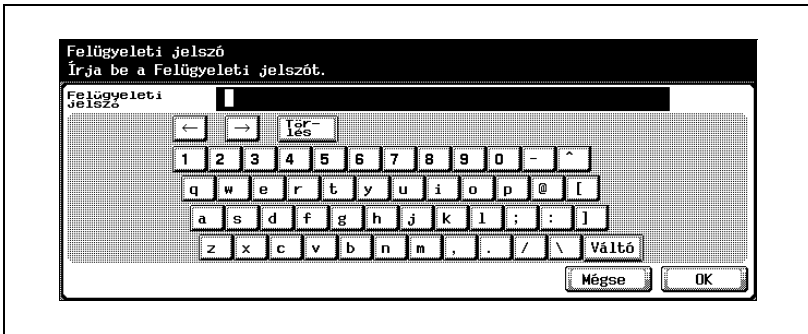 Felügyeleti jelszó
Írja be a Felügyeleti jelszót.
Felügyeleti
jelszó
← → Tör-
lés
1 2 3 4 5 6 7 8 9 0 - ^
q w e r t y u i o p @ [
a s d f g h j k l ; : ]
z x c v b n m , . / \ Váltó
Mégse OK